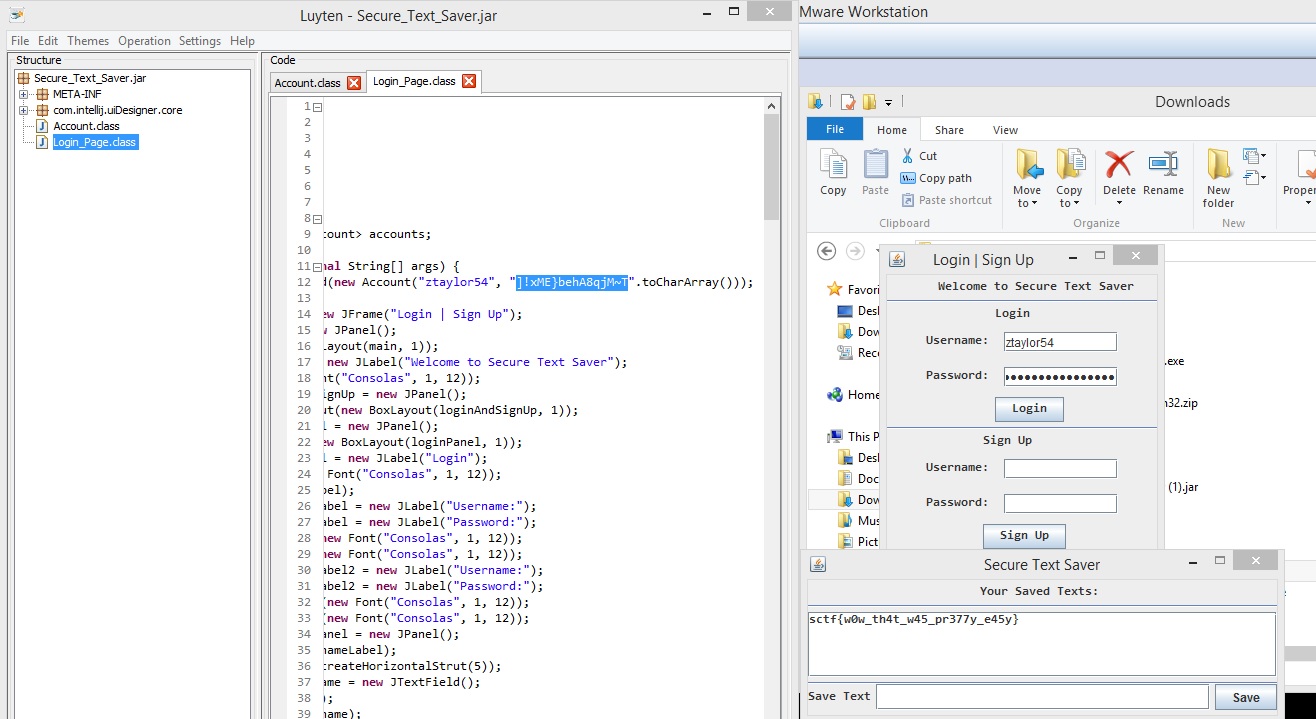 Luyten - Secure_Text_Saver.jar
File Edit Themes Operation Settings Help
Structure
Secure_Text_Saver.jar
META-INF
com.intellij.uiDesigner.core
Account.class
Login_Page.class
Code
Account.class
Login_Page.class
1
2
3
4
5
6
7
8
9 count> accounts;
10
11 nal String[] args) {
12 d(new Account("ztaylor54", "]!xME}behA8qjM~T".toCharArray()));
13
14 ew JFrame("Login | Sign Up");
15 w JPanel();
16 Layout(main, 1));
17 new JLabel("Welcome to Secure Text Saver");
18 nt("Consolas", 1, 12));
19 ignUp = new JPanel();
20 ut(new BoxLayout(loginAndSignUp, 1));
21 l = new JPanel();
22 ew BoxLayout(loginPanel, 1));
23 l = new JLabel("Login");
24 Font("Consolas", 1, 12));
25 bel);
26 abel = new JLabel("Username:");
27 abel = new JLabel("Password:");
28 new Font("Consolas", 1, 12));
29 new Font("Consolas", 1, 12));
30 abel2 = new JLabel("Username:");
31 abel2 = new JLabel("Password:");
32 (new Font("Consolas", 1, 12));
33 (new Font("Consolas", 1, 12));
34 anel = new JPanel();
35 nameLabel);
36 createHorizontalStrut(5));
37 ame = new JTextField();
38 );
39 name);
Mware Workstation
Downloads
File Home Share View
Copy
Paste
Cut
Copy path
Paste shortcut
Clipboard
Move to
Copy to
Delete
Rename
Organize
New folder
New
Proper
Favori
Desk
Dow
Rec
Home
This P
Desk
Doc
Dow
Mus
Pict
.exe
n32.zip
(1).jar
Login | Sign Up
Welcome to Secure Text Saver
Login
Username: ztaylor54
Password: ●●●●●●●●●●●●●●●●
Login
Sign Up
Username:
Password:
Sign Up
Secure Text Saver
Your Saved Texts:
sctf{w0w_th4t_w45_pr377y_e45y}
Save Text
Save